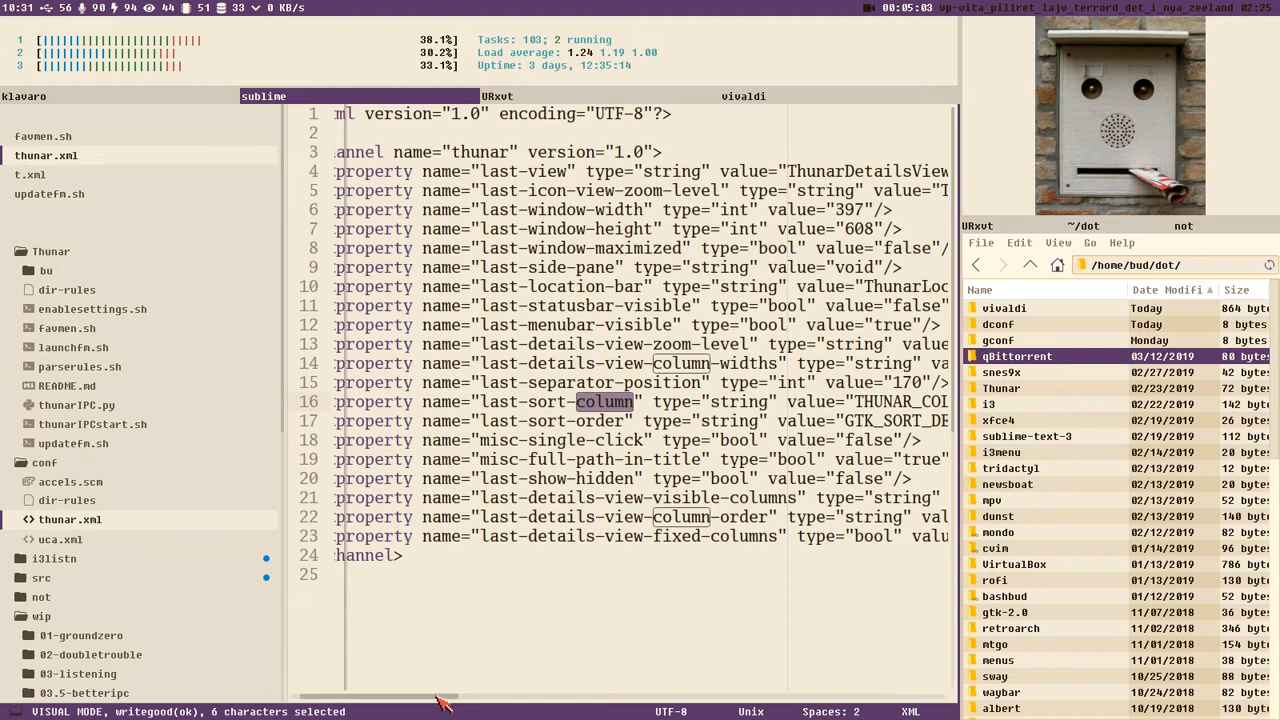 10:31 56 90 94 44 51 33 0 KB/s 00:05:03 vp-vita_pillret_lajv_terrord_det_i_nya_zeeland 02:25
1 38.1% Tasks: 103; 2 running
2 30.2% Load average: 1.24 1.19 1.00
3 33.1% Uptime: 3 days, 12:35:14
klavaro sublime URxvt vivaldi
favmen.sh
thunar.xml
t.xml
updatefm.sh
Thunar
bu
dir-rules
enablesettings.sh
favmen.sh
launchfm.sh
parserules.sh
README.md
thunarIPC.py
thunarIPCstart.sh
updatefm.sh
conf
accels.scm
dir-rules
thunar.xml
uca.xml
i3listn
src
not
wip
01-groundzero
02-doubletrouble
03-listening
03.5-betteripc
1 ml version="1.0" encoding="UTF-8"?>
2
3 annel name="thunar" version="1.0">
4 property name="last-view" type="string" value="ThunarDetailsView
5 property name="last-icon-view-zoom-level" type="string" value="T
6 property name="last-window-width" type="int" value="397"/>
7 property name="last-window-height" type="int" value="608"/>
8 property name="last-window-maximized" type="bool" value="false"/
9 property name="last-side-pane" type="string" value="void"/>
10 property name="last-location-bar" type="string" value="ThunarLoc
11 property name="last-statusbar-visible" type="bool" value="false"
12 property name="last-menubar-visible" type="bool" value="true"/>
13 property name="last-details-view-zoom-level" type="string" value
14 property name="last-details-view-column-widths" type="string" v
15 property name="last-separator-position" type="int" value="170"/>
16 property name="last-sort-column" type="string" value="THUNAR_COL
17 property name="last-sort-order" type="string" value="GTK_SORT_DE
18 property name="misc-single-click" type="bool" value="false"/>
19 property name="misc-full-path-in-title" type="bool" value="true"
20 property name="last-show-hidden" type="bool" value="false"/>
21 property name="last-details-view-visible-columns" type="string"
22 property name="last-details-view-column-order" type="string" val
23 property name="last-details-view-fixed-columns" type="bool" valu
24 hannel>
25
VISUAL MODE, writegood(ok), 6 characters selected UTF-8 Unix Spaces: 2 XML
URxvt ~/dot not
File Edit View Go Help
/home/bud/dot/
Name Date Modifi Size
vivaldi Today 864 byt
dconf Today 8 bytes
gconf Monday 8 bytes
qBittorrent 03/12/2019 80 bytes
snes9x 02/27/2019 42 bytes
Thunar 02/23/2019 72 bytes
i3 02/22/2019 142 byt
xfce4 02/19/2019 26 bytes
sublime-text-3 02/19/2019 112 byt
i3menu 02/14/2019 20 bytes
tridactyl 02/13/2019 12 bytes
newsboat 02/13/2019 20 bytes
mpv 02/13/2019 50 bytes
dunst 02/13/2019 14 bytes
mondo 02/12/2019 82 bytes
cvim 01/14/2019 96 bytes
VirtualBox 01/13/2019 786 byt
rofi 01/13/2019 130 byt
bashbud 01/13/2019 52 bytes
gtk-2.0 11/07/2018 34 bytes
retroarch 11/02/2018 346 byt
mtgo 11/01/2018 154 byt
menus 11/01/2018 38 bytes
sway 10/25/2018 88 bytes
waybar 10/24/2018 82 bytes
albert 10/19/2018 28 bytes